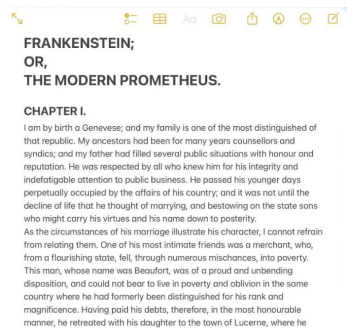 FRANKENSTEIN;
OR,
THE MODERN PROMETHEUS.
CHAPTER I.
I am by birth a Genevese; and my family is one of the most distinguished of
that republic. My ancestors had been for many years counsellors and
syndics; and my father had filled several public situations with honour and
reputation. He was respected by all who knew him for his integrity and
indefatigable attention to public business. He passed his younger days
perpetually occupied by the affairs of his country; and it was not until the
decline of life that he thought of marrying, and bestowing on the state sons
who might carry his virtues and his name down to posterity.
As the circumstances of his marriage illustrate his character, I cannot refrain
from relating them. One of his most intimate friends was a merchant, who,
from a flourishing state, fell, through numerous mischances, into poverty.
This man, whose name was Beaufort, was of a proud and unbending
disposition, and could not bear to live in poverty and oblivion in the same
country where he had formerly been distinguished for his rank and
magnificence. Having paid his debts, therefore, in the most honourable
manner, he retreated with his daughter to the town of Lucerne, where he